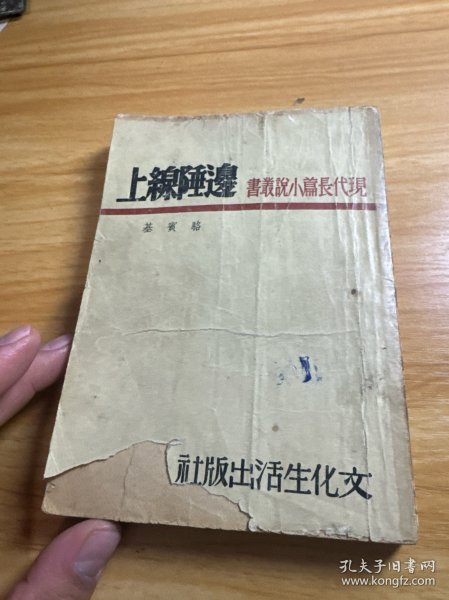 現代長篇小說叢書 邊陲線上
駱賓基
文化生活出版社
孔夫子旧书网
www.kongfz.com